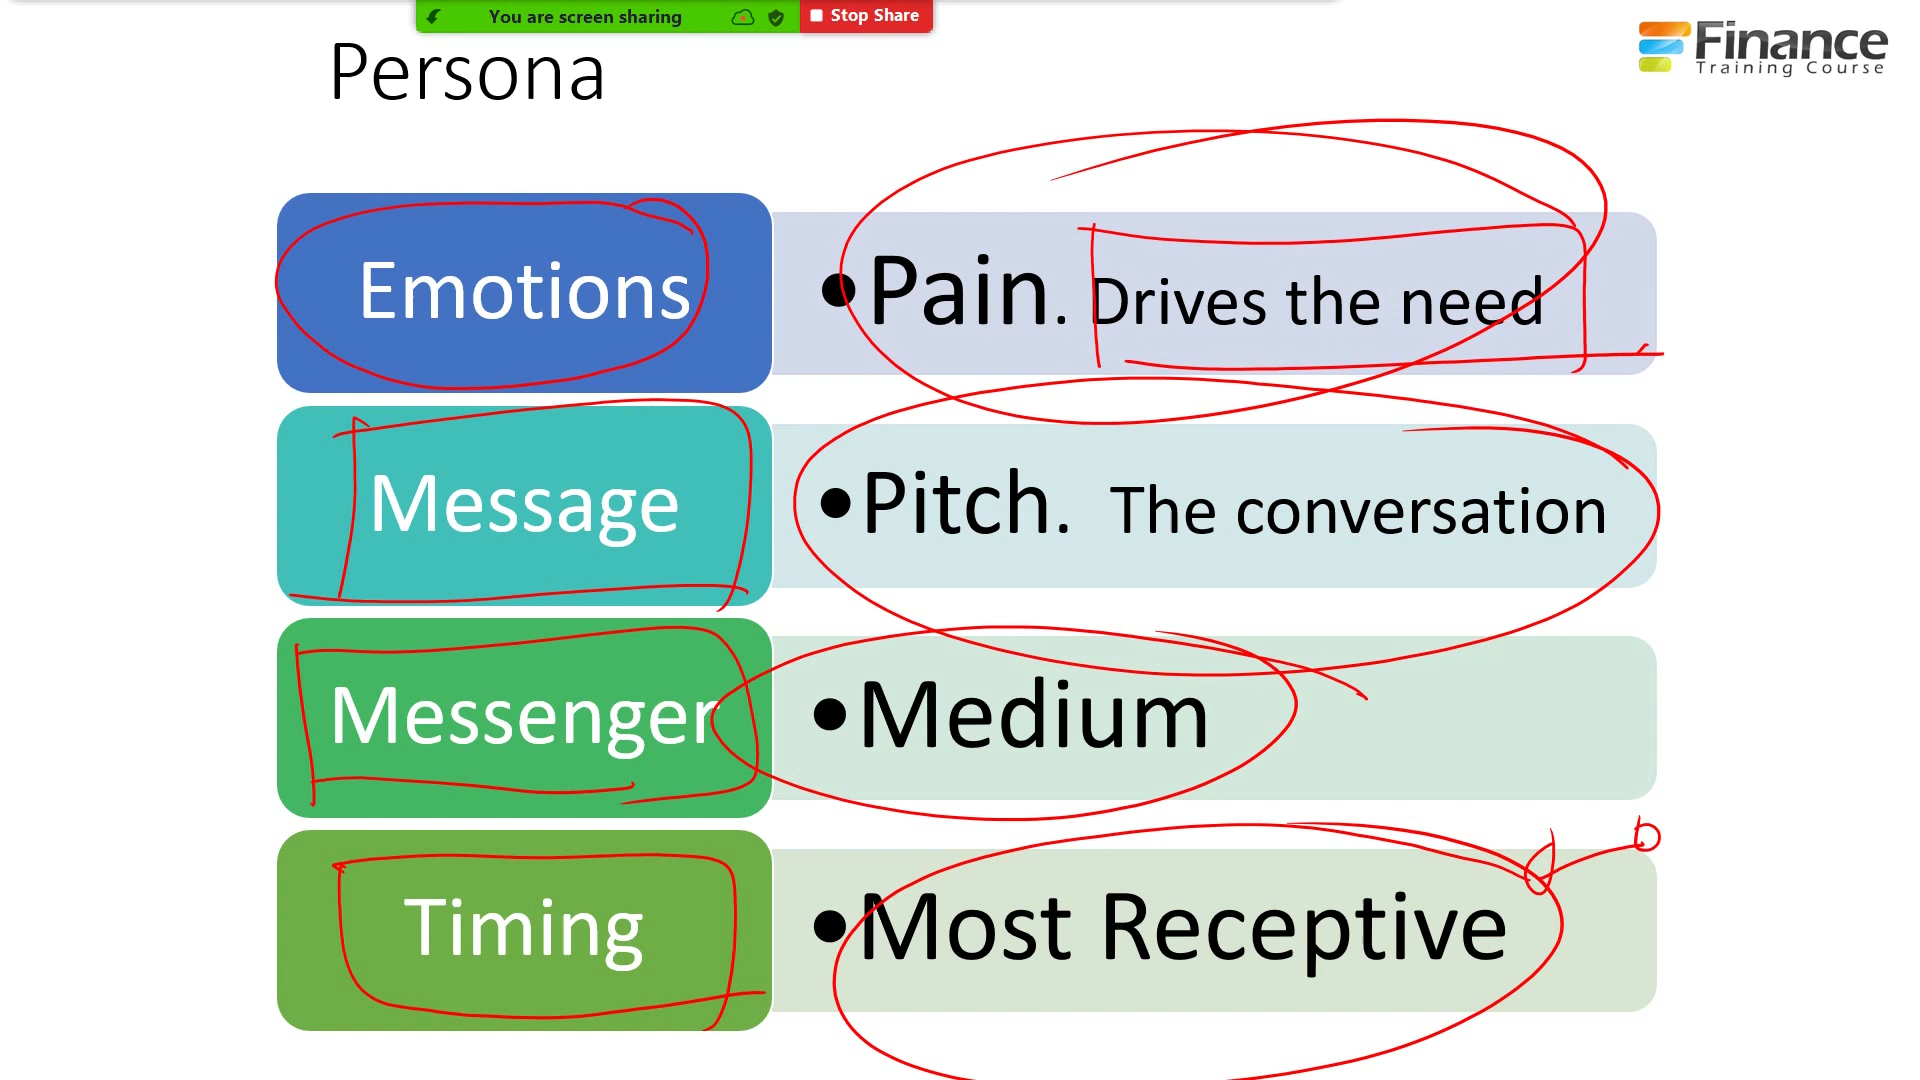 You are screen sharing
Stop Share
Finance
Training Course
Persona
Emotions
•Pain. Drives the need
Message
•Pitch. The conversation
Messenger
•Medium
Timing
•Most Receptive